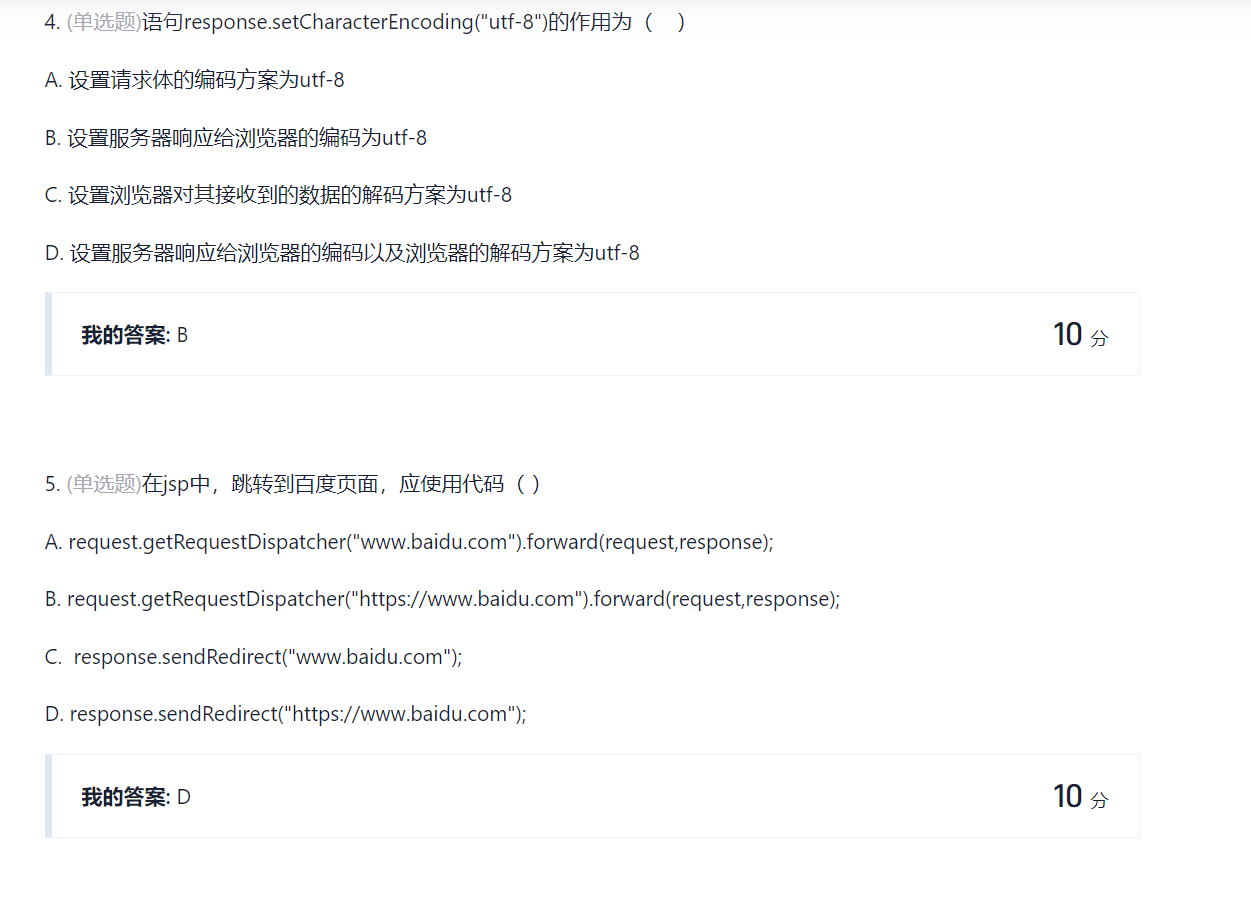 4. (单选题)语句response.setCharacterEncoding("utf-8")的作用为（　）
A. 设置请求体的编码方案为utf-8
B. 设置服务器响应给浏览器的编码为utf-8
C. 设置浏览器对其接收到的数据的解码方案为utf-8
D. 设置服务器响应给浏览器的编码以及浏览器的解码方案为utf-8
我的答案: B 10 分
5. (单选题)在jsp中，跳转到百度页面，应使用代码（ ）
A. request.getRequestDispatcher("www.baidu.com").forward(request,response);
B. request.getRequestDispatcher("https://www.baidu.com").forward(request,response);
C. response.sendRedirect("www.baidu.com");
D. response.sendRedirect("https://www.baidu.com");
我的答案: D 10 分